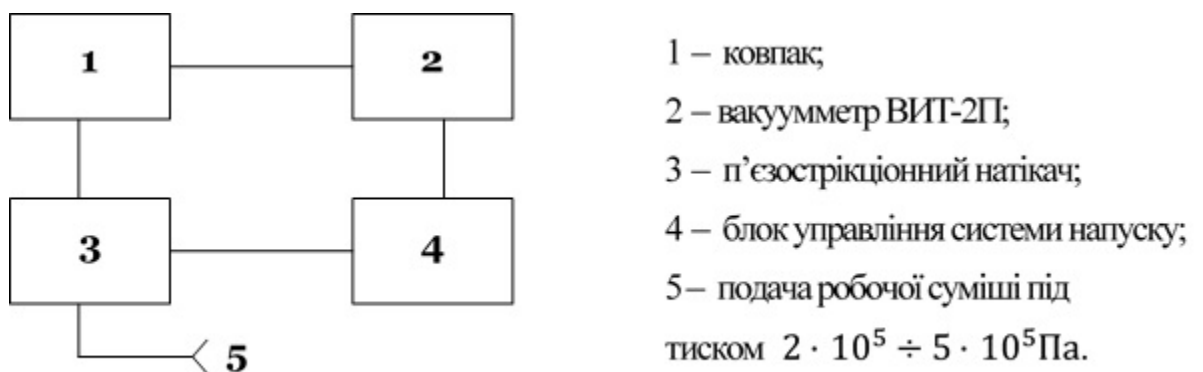 1
2
3
4
5
1 – ковпак;
2 – вакуумметр ВИТ-2П;
3 – п’єзострікціонний натікач;
4 – блок управління системи напуску;
5– подача робочої суміші під
тиском 2 · 10⁵ ÷ 5 · 10⁵Па.